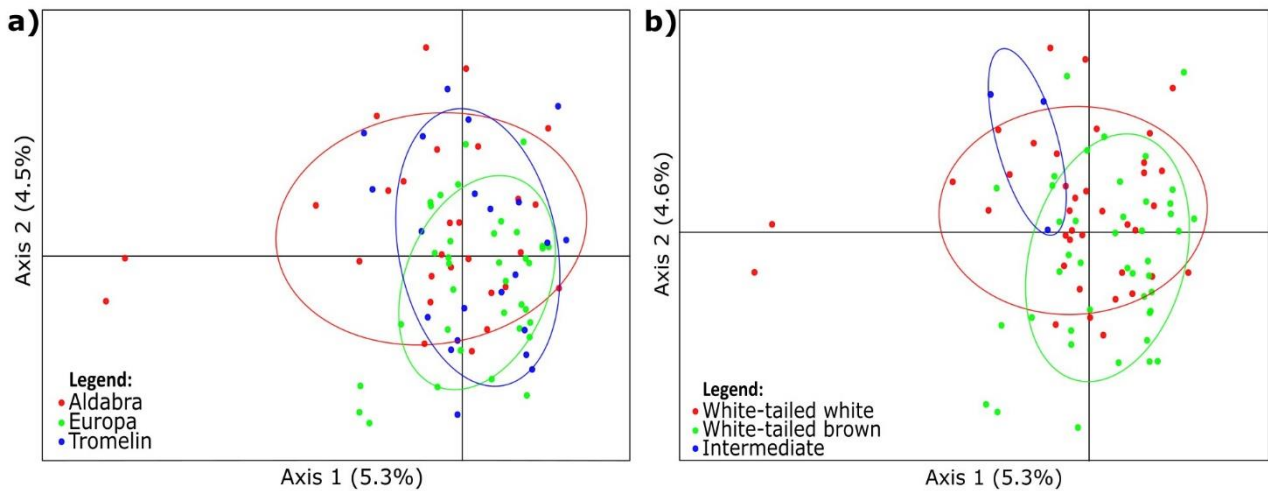 a)
Axis 2 (4.5%)
Legend:
Aldabra
Europa
Tromelin
Axis 1 (5.3%)
b)
Axis 2 (4.6%)
Legend:
White-tailed white
White-tailed brown
Intermediate
Axis 1 (5.3%)